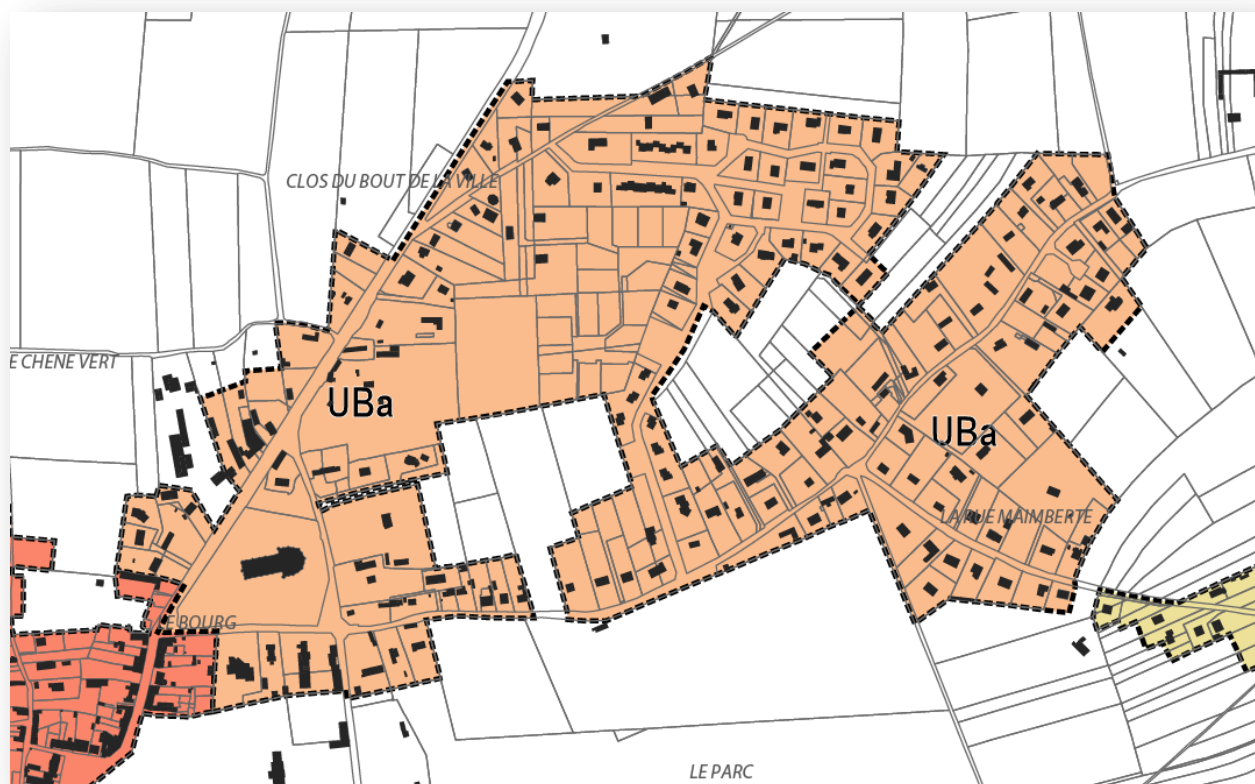 CLOS DU BOUT DE LA VILLE
E CHENE VERT
UBa
UBa
LA RUE MAIMBERTE
LE BOURG
LE PARC